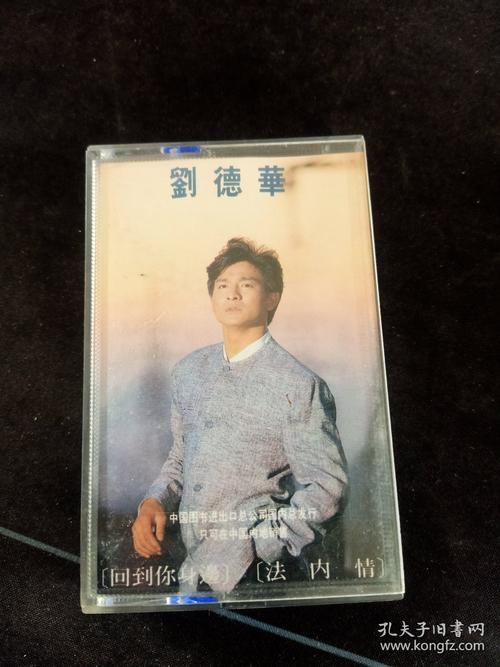 劉德華
中国图书进出口总公司国内总发行
只可在中国内地销售
［回到你身邊］ ［法內情］
孔夫子旧书网
www.kongfz.com